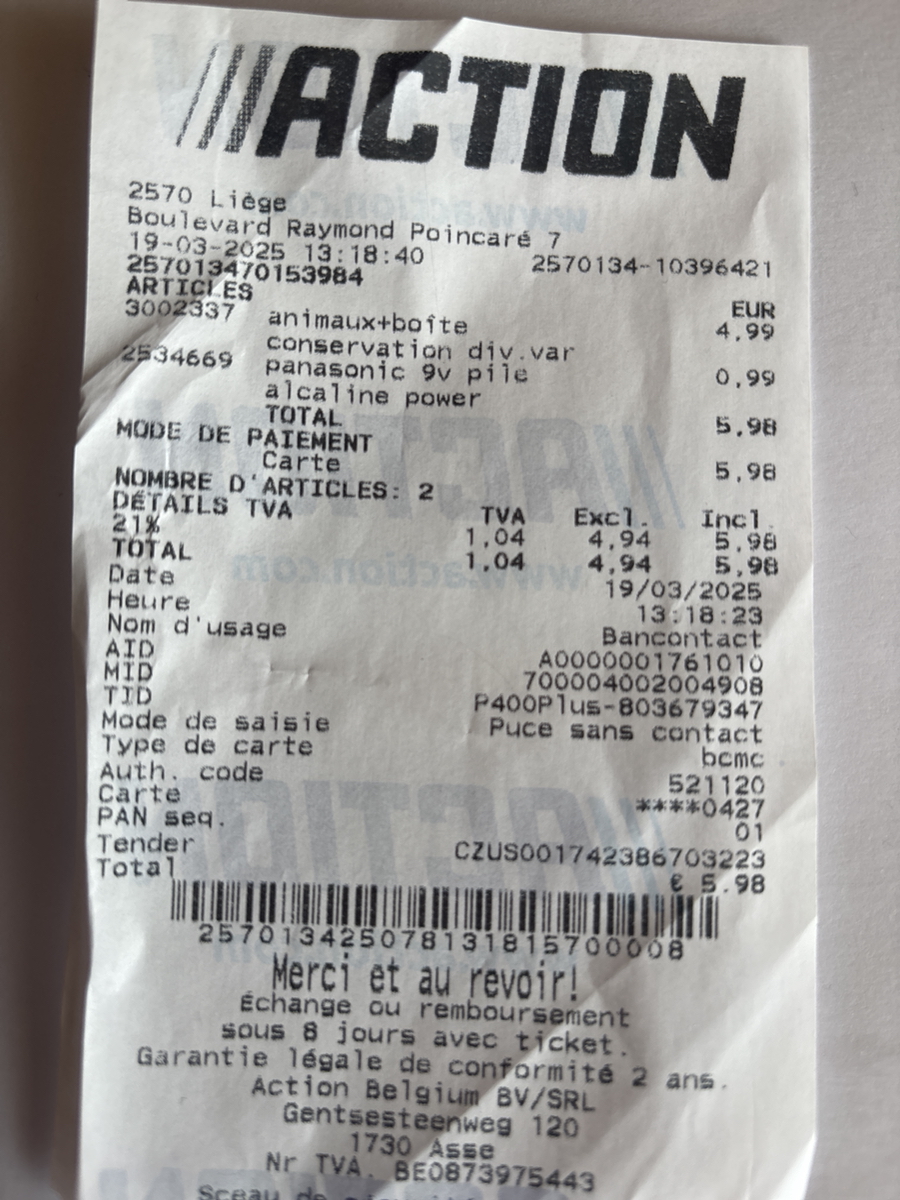 ACTION
2570 Liège
Boulevard Raymond Poincaré 7
19-03-2025 13:18:40 2570134-10396421
257013470153984
ARTICLES EUR
3002337 animaux+boîte 4,99
conservation div.var
2534669 panasonic 9v pile 0,99
alcaline power
TOTAL 5,98
MODE DE PAIEMENT
Carte 5,98
NOMBRE D'ARTICLES: 2
DÉTAILS TVA TVA Excl. Incl.
21% 1,04 4,94 5,98
TOTAL 1,04 4,94 5,98
Date 19/03/2025
Heure 13:18:23
Nom d'usage Bancontact
AID A0000001761010
MID 700004002004908
TID P400Plus-803679347
Mode de saisie Puce sans contact
Type de carte bcmc
Auth. code 521120
Carte ****0427
PAN seq. 01
Tender CZUS001742386703223
Total € 5.98
257013425078131815700008
Merci et au revoir!
Échange ou remboursement
sous 8 jours avec ticket.
Garantie légale de conformité 2 ans.
Action Belgium BV/SRL
Gentsesteenweg 120
1730 Asse
Nr TVA. BE0873975443
Sceau de